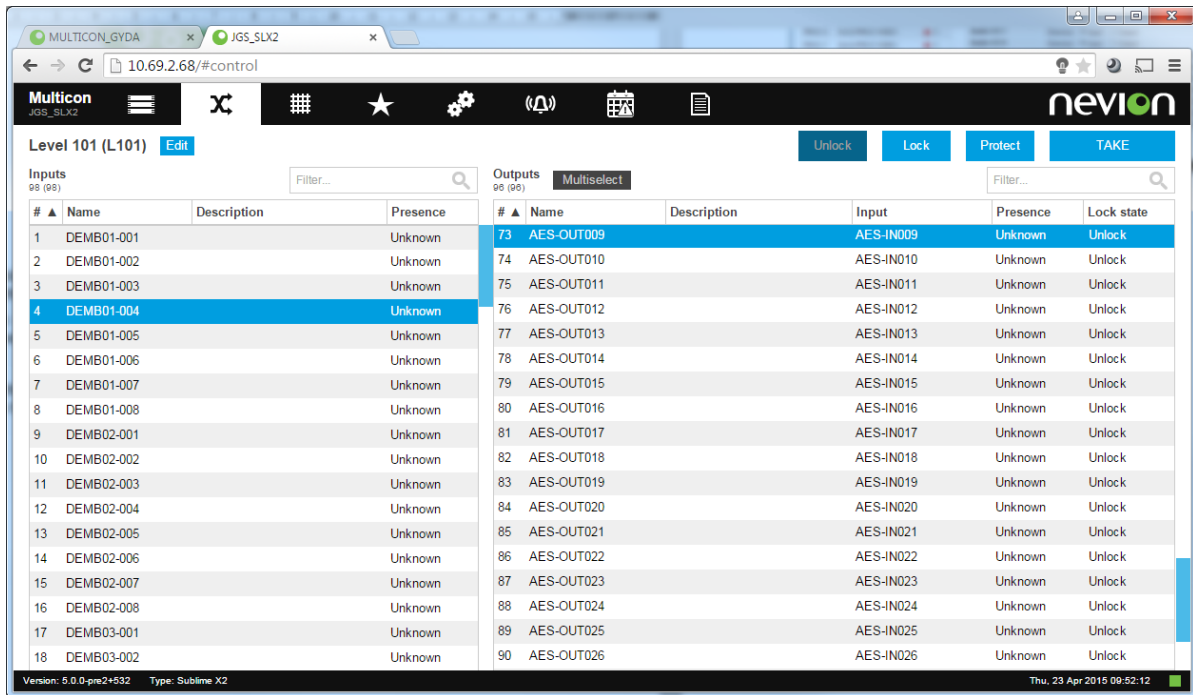 MULTICON_GYDA
JGS_SLX2
10.69.2.68/#control
Multicon
JGS_SLX2
nevion
Level 101 (L101) Edit
Unlock Lock Protect TAKE
Inputs
98 (98)
Filter...
Outputs
96 (96)
Multiselect
Filter...
# ▲ Name Description Presence
1 DEMB01-001 Unknown
2 DEMB01-002 Unknown
3 DEMB01-003 Unknown
4 DEMB01-004 Unknown
5 DEMB01-005 Unknown
6 DEMB01-006 Unknown
7 DEMB01-007 Unknown
8 DEMB01-008 Unknown
9 DEMB02-001 Unknown
10 DEMB02-002 Unknown
11 DEMB02-003 Unknown
12 DEMB02-004 Unknown
13 DEMB02-005 Unknown
14 DEMB02-006 Unknown
15 DEMB02-007 Unknown
16 DEMB02-008 Unknown
17 DEMB03-001 Unknown
18 DEMB03-002 Unknown
# ▲ Name Description Input Presence Lock state
73 AES-OUT009 AES-IN009 Unknown Unlock
74 AES-OUT010 AES-IN010 Unknown Unlock
75 AES-OUT011 AES-IN011 Unknown Unlock
76 AES-OUT012 AES-IN012 Unknown Unlock
77 AES-OUT013 AES-IN013 Unknown Unlock
78 AES-OUT014 AES-IN014 Unknown Unlock
79 AES-OUT015 AES-IN015 Unknown Unlock
80 AES-OUT016 AES-IN016 Unknown Unlock
81 AES-OUT017 AES-IN017 Unknown Unlock
82 AES-OUT018 AES-IN018 Unknown Unlock
83 AES-OUT019 AES-IN019 Unknown Unlock
84 AES-OUT020 AES-IN020 Unknown Unlock
85 AES-OUT021 AES-IN021 Unknown Unlock
86 AES-OUT022 AES-IN022 Unknown Unlock
87 AES-OUT023 AES-IN023 Unknown Unlock
88 AES-OUT024 AES-IN024 Unknown Unlock
89 AES-OUT025 AES-IN025 Unknown Unlock
90 AES-OUT026 AES-IN026 Unknown Unlock
Version: 5.0.0-pre2+532 Type: Sublime X2 Thu, 23 Apr 2015 09:52:12